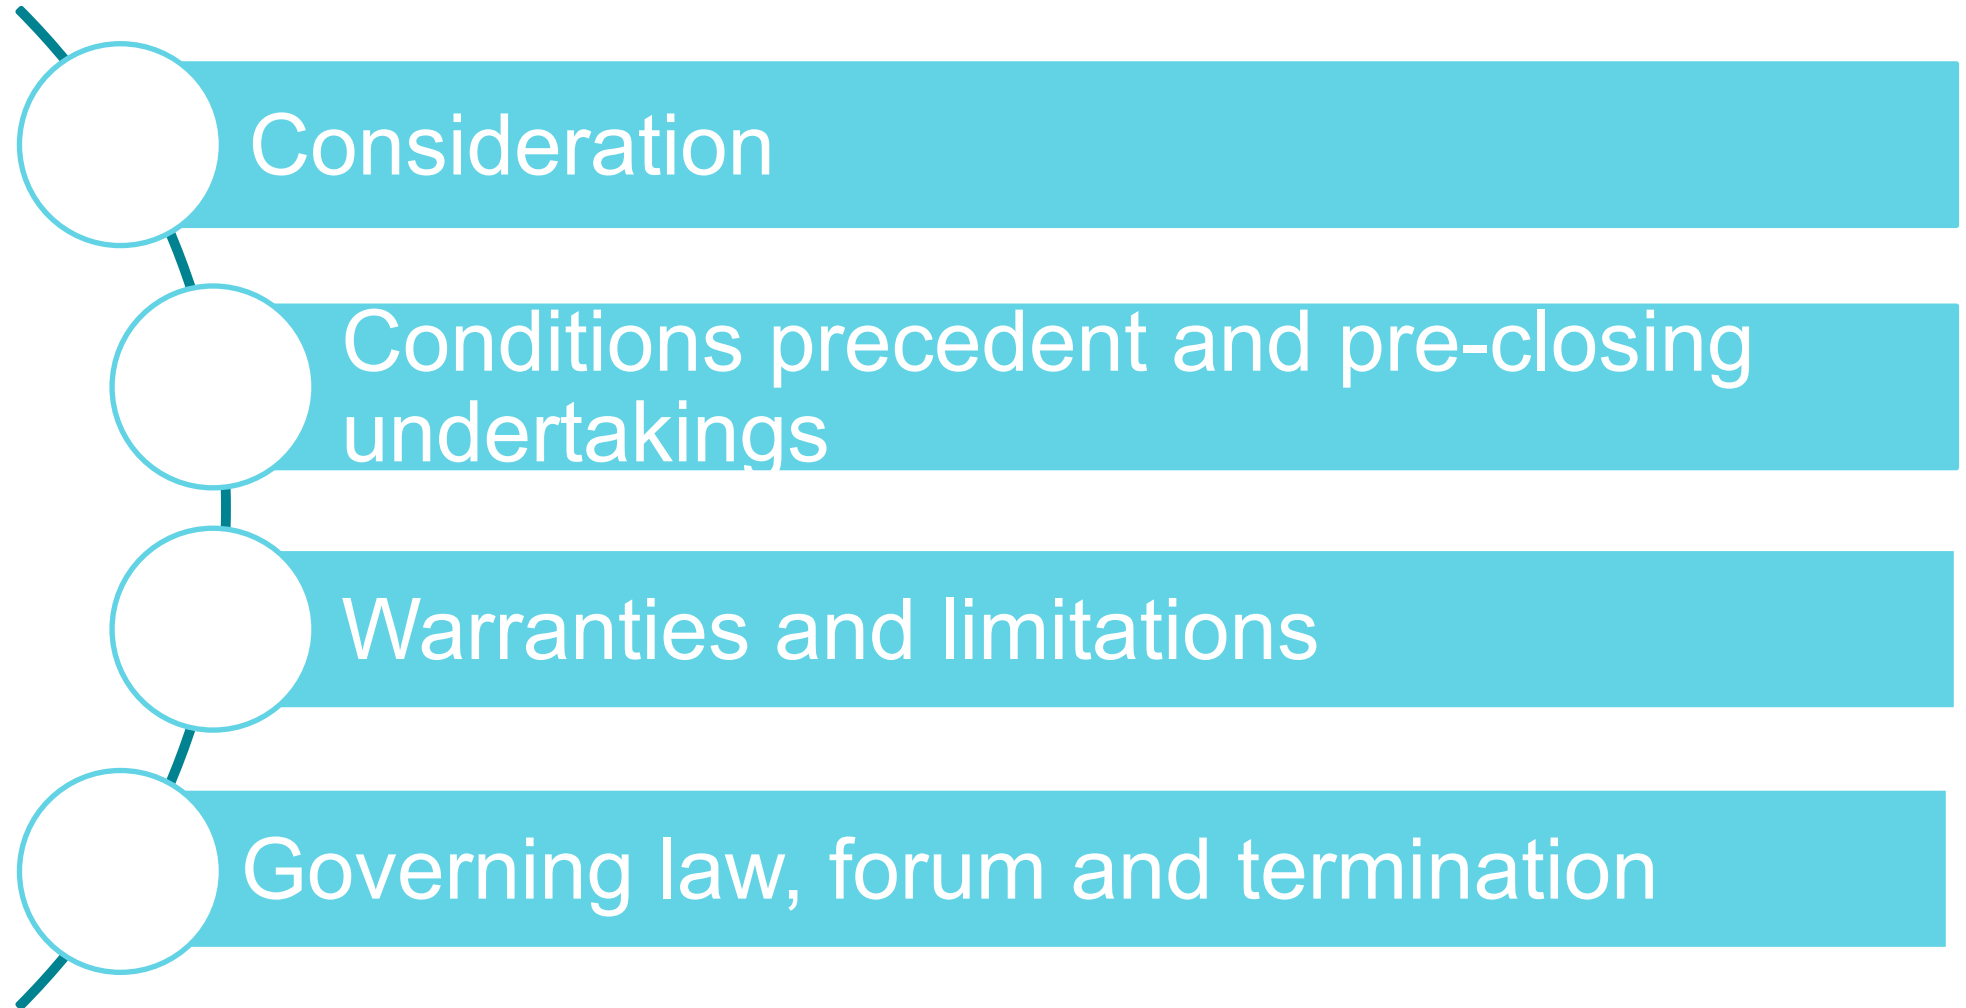 Consideration
Conditions precedent and pre-closing
undertakings
Warranties and limitations
Governing law, forum and termination